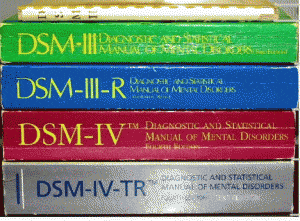 DSM-III
DIAGNOSTIC AND STATISTICAL
MANUAL OF MENTAL DISORDERS
DSM-III-R
DIAGNOSTIC AND STATISTICAL
MANUAL OF MENTAL DISORDERS
DSM-IV™
DIAGNOSTIC AND STATISTICAL
MANUAL OF MENTAL DISORDERS
FOURTH EDITION
DSM-IV-TR
DIAGNOSTIC AND STATISTICAL
MANUAL OF MENTAL DISORDERS